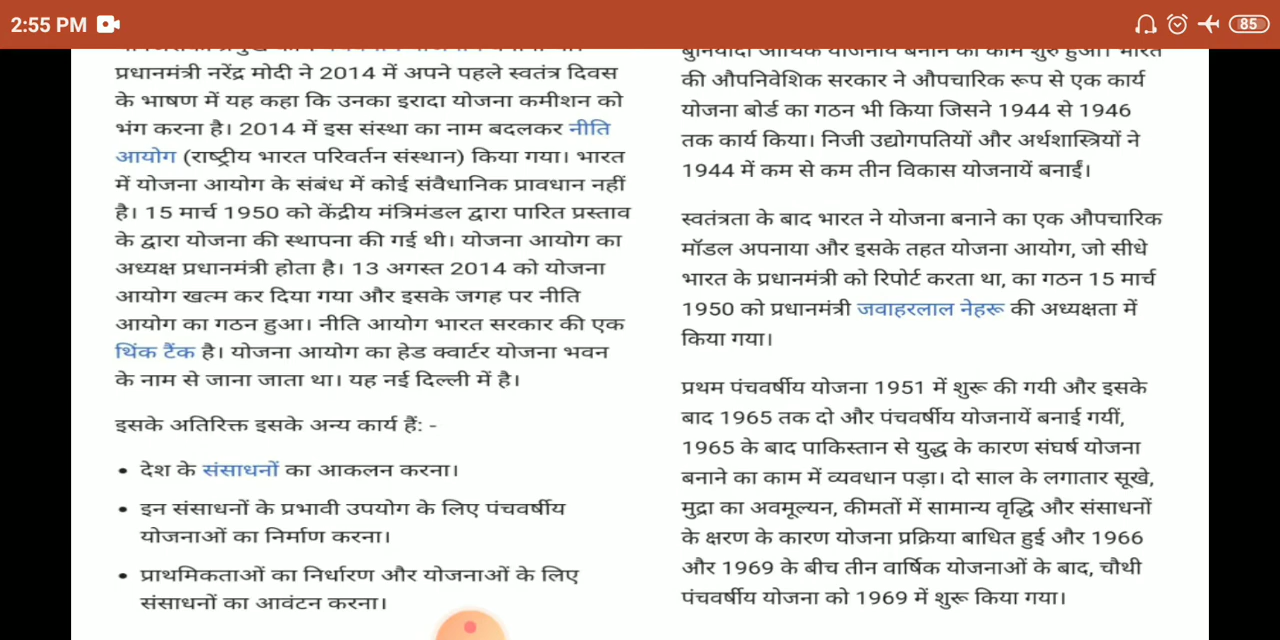 2:55 PM
85
प्रधानमंत्री नरेंद्र मोदी ने 2014 में अपने पहले स्वतंत्र दिवस
के भाषण में यह कहा कि उनका इरादा योजना कमीशन को
भंग करना है। 2014 में इस संस्था का नाम बदलकर नीति
आयोग (राष्ट्रीय भारत परिवर्तन संस्थान) किया गया। भारत
में योजना आयोग के संबंध में कोई संवैधानिक प्रावधान नहीं
है। 15 मार्च 1950 को केंद्रीय मंत्रिमंडल द्वारा पारित प्रस्ताव
के द्वारा योजना की स्थापना की गई थी। योजना आयोग का
अध्यक्ष प्रधानमंत्री होता है। 13 अगस्त 2014 को योजना
आयोग खत्म कर दिया गया और इसके जगह पर नीति
आयोग का गठन हुआ। नीति आयोग भारत सरकार की एक
थिंक टैंक है। योजना आयोग का हेड क्वार्टर योजना भवन
के नाम से जाना जाता था। यह नई दिल्ली में है।
इसके अतिरिक्त इसके अन्य कार्य हैं: -
• देश के संसाधनों का आकलन करना।
• इन संसाधनों के प्रभावी उपयोग के लिए पंचवर्षीय
योजनाओं का निर्माण करना।
• प्राथमिकताओं का निर्धारण और योजनाओं के लिए
संसाधनों का आवंटन करना।
बुनियादी आर्थिक योजनायें बनाने का काम शुरु हुआ। भारत
की औपनिवेशिक सरकार ने औपचारिक रूप से एक कार्य
योजना बोर्ड का गठन भी किया जिसने 1944 से 1946
तक कार्य किया। निजी उद्योगपतियों और अर्थशास्त्रियों ने
1944 में कम से कम तीन विकास योजनायें बनाईं।
स्वतंत्रता के बाद भारत ने योजना बनाने का एक औपचारिक
मॉडल अपनाया और इसके तहत योजना आयोग, जो सीधे
भारत के प्रधानमंत्री को रिपोर्ट करता था, का गठन 15 मार्च
1950 को प्रधानमंत्री जवाहरलाल नेहरू की अध्यक्षता में
किया गया।
प्रथम पंचवर्षीय योजना 1951 में शुरू की गयी और इसके
बाद 1965 तक दो और पंचवर्षीय योजनायें बनाई गयीं,
1965 के बाद पाकिस्तान से युद्ध के कारण संघर्ष योजना
बनाने का काम में व्यवधान पड़ा। दो साल के लगातार सूखे,
मुद्रा का अवमूल्यन, कीमतों में सामान्य वृद्धि और संसाधनों
के क्षरण के कारण योजना प्रक्रिया बाधित हुई और 1966
और 1969 के बीच तीन वार्षिक योजनाओं के बाद, चौथी
पंचवर्षीय योजना को 1969 में शुरू किया गया।